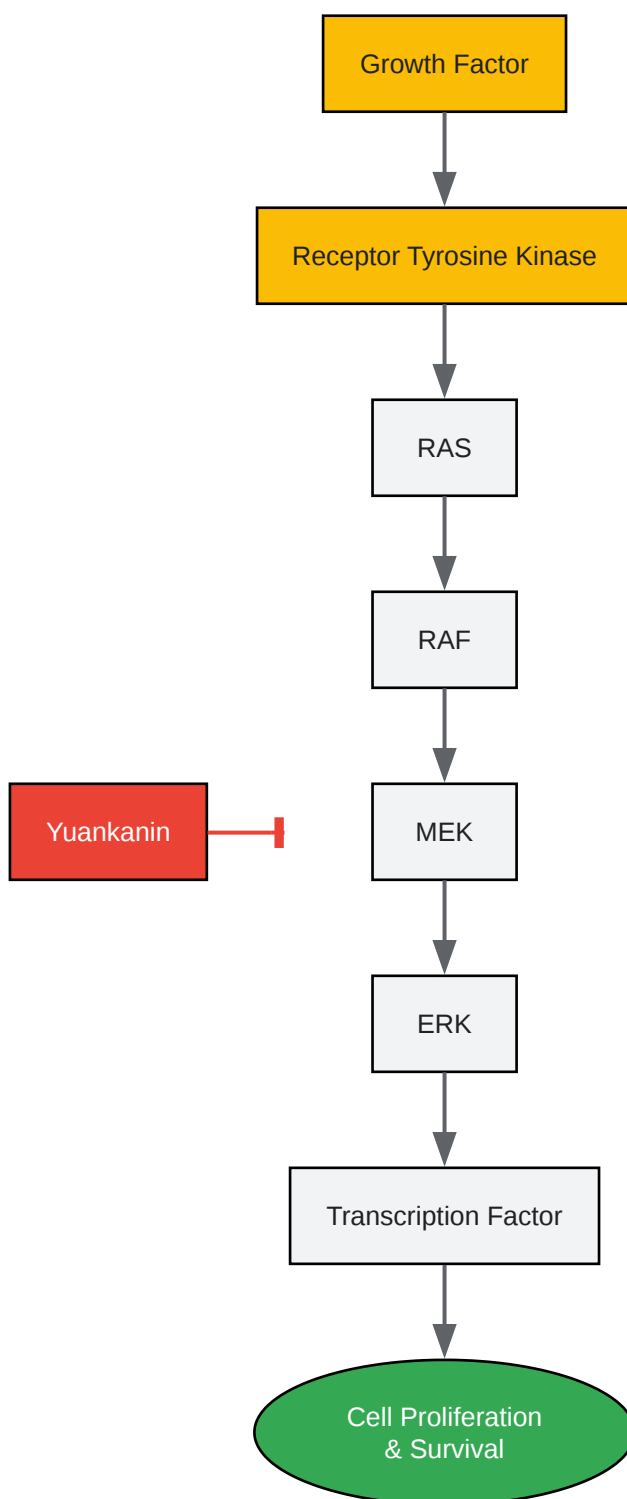 Growth Factor
Receptor Tyrosine Kinase
RAS
RAF
Yuankanin
MEK
ERK
Transcription Factor
Cell Proliferation
& Survival